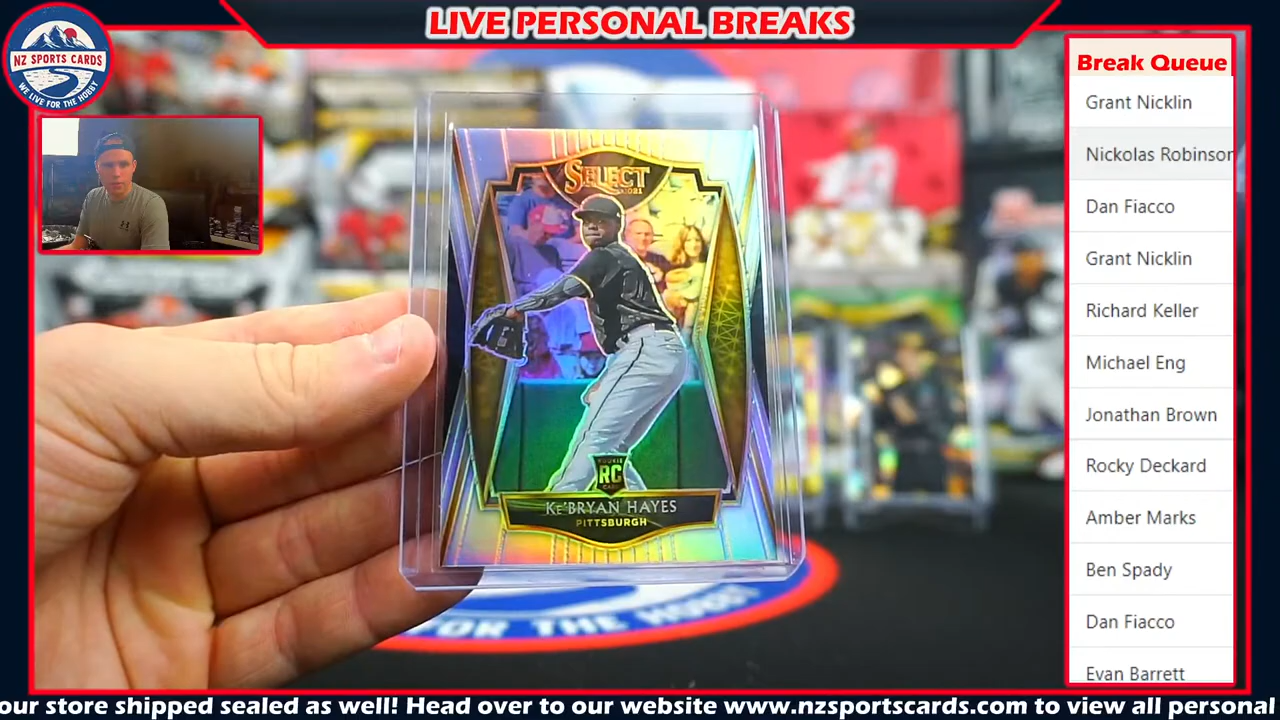 LIVE PERSONAL BREAKS
NZ SPORTS CARDS
WE LIVE FOR THE HOBBY
Break Queue
Grant Nicklin
Nickolas Robinson
Dan Fiacco
Grant Nicklin
Richard Keller
Michael Eng
Jonathan Brown
Rocky Deckard
Amber Marks
Ben Spady
Dan Fiacco
Evan Barrett
SELECT
2021
ROOKIE
RC
CARD
KE'BRYAN HAYES
PITTSBURGH
FOR THE HOBBY
our store shipped sealed as well! Head over to our website www.nzsportscards.com to view all personal